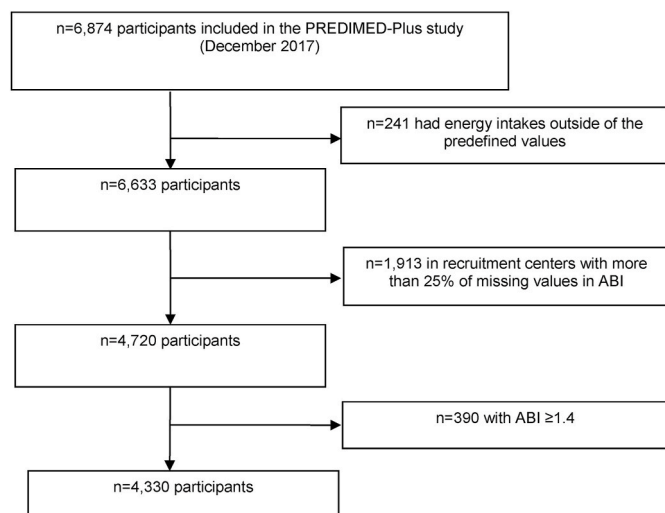 n=6,874 participants included in the PREDIMED-Plus study
(December 2017)
n=241 had energy intakes outside of the
predefined values
n=6,633 participants
n=1,913 in recruitment centers with more
than 25% of missing values in ABI
n=4,720 participants
n=390 with ABI ≥1.4
n=4,330 participants